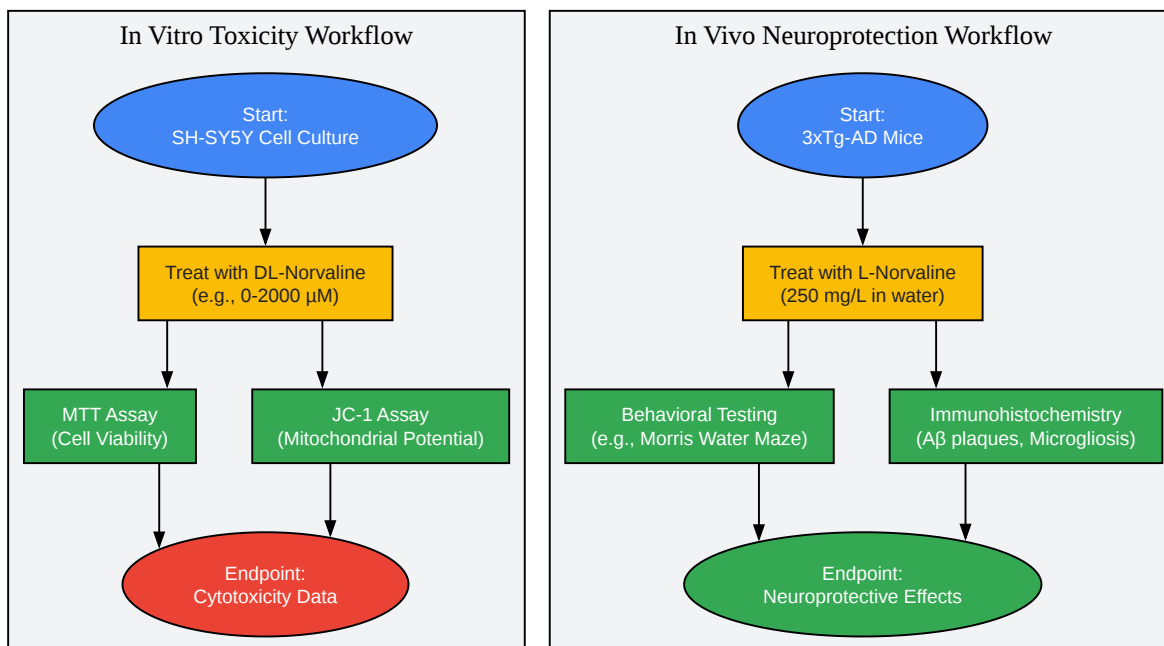 In Vitro Toxicity Workflow
Start:
SH-SY5Y Cell Culture
Treat with DL-Norvaline
(e.g., 0-2000 µM)
MTT Assay
(Cell Viability)
JC-1 Assay
(Mitochondrial Potential)
Endpoint:
Cytotoxicity Data
In Vivo Neuroprotection Workflow
Start:
3xTg-AD Mice
Treat with L-Norvaline
(250 mg/L in water)
Behavioral Testing
(e.g., Morris Water Maze)
Immunohistochemistry
(Aβ plaques, Microgliosis)
Endpoint:
Neuroprotective Effects